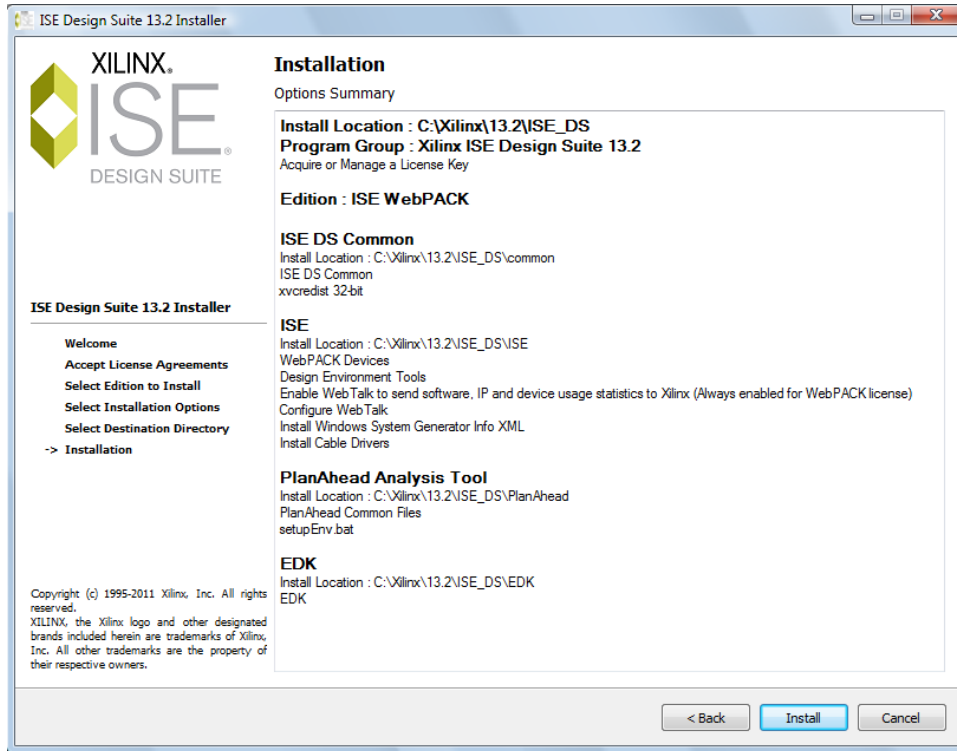 ISE Design Suite 13.2 Installer
XILINX®
ISE®
DESIGN SUITE
ISE Design Suite 13.2 Installer
Welcome
Accept License Agreements
Select Edition to Install
Select Installation Options
Select Destination Directory
-> Installation
Copyright (c) 1995-2011 Xilinx, Inc. All rights
reserved.
XILINX, the Xilinx logo and other designated
brands included herein are trademarks of Xilinx,
Inc. All other trademarks are the property of
their respective owners.
Installation
Options Summary
Install Location : C:\Xilinx\13.2\ISE_DS
Program Group : Xilinx ISE Design Suite 13.2
Acquire or Manage a License Key
Edition : ISE WebPACK
ISE DS Common
Install Location : C:\Xilinx\13.2\ISE_DS\common
ISE DS Common
xvcredist 32-bit
ISE
Install Location : C:\Xilinx\13.2\ISE_DS\ISE
WebPACK Devices
Design Environment Tools
Enable WebTalk to send software, IP and device usage statistics to Xilinx (Always enabled for WebPACK license)
Configure WebTalk
Install Windows System Generator Info XML
Install Cable Drivers
PlanAhead Analysis Tool
Install Location : C:\Xilinx\13.2\ISE_DS\PlanAhead
PlanAhead Common Files
setupEnv.bat
EDK
Install Location : C:\Xilinx\13.2\ISE_DS\EDK
EDK
< Back
Install
Cancel